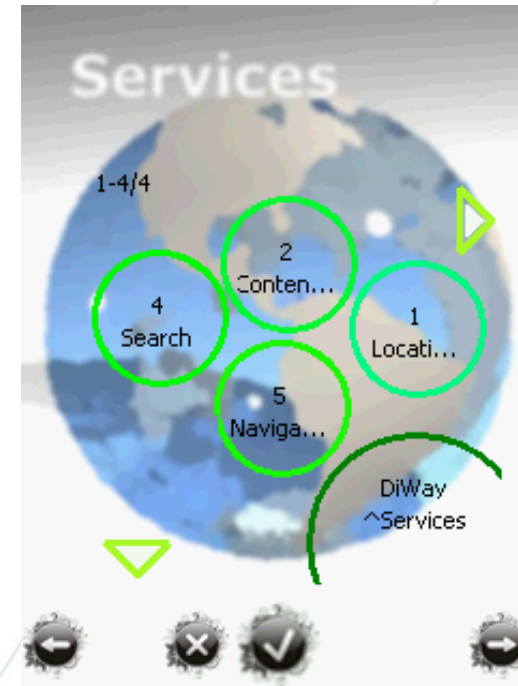 Services
1-4/4
2
Conten...
4
Search
1
Locati...
5
Naviga...
DiWay
^Services